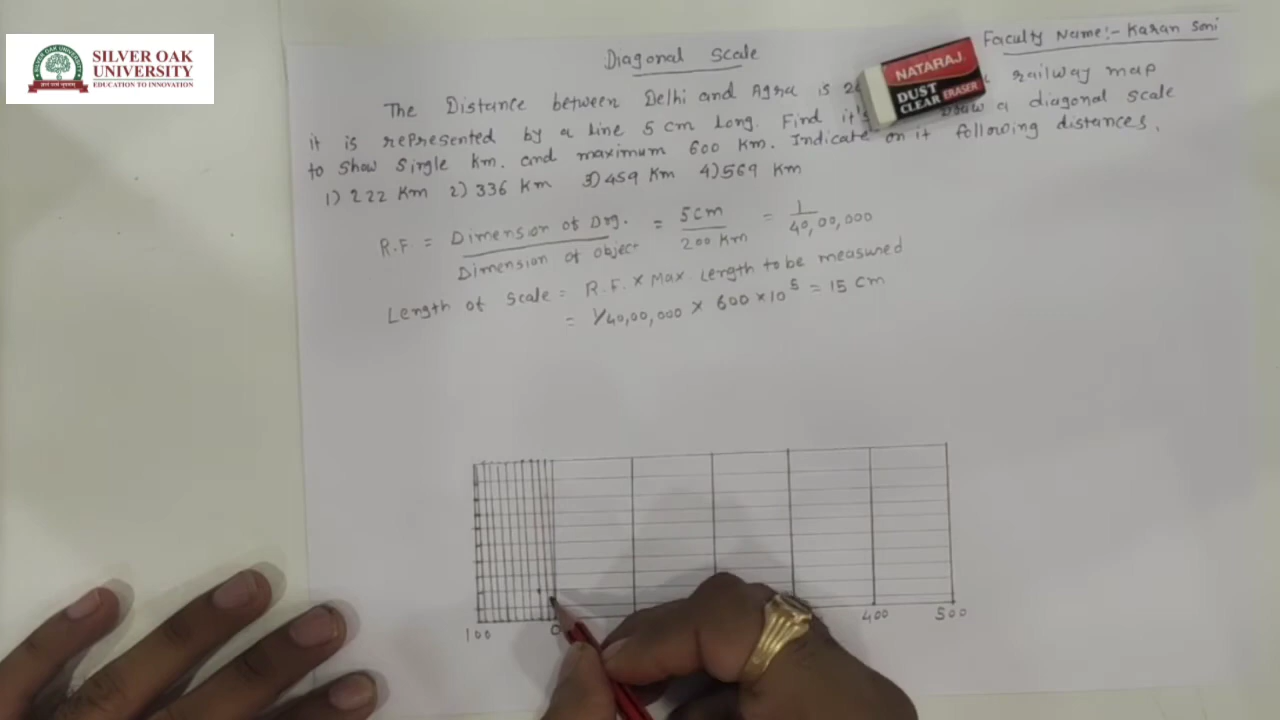 SILVER OAK
UNIVERSITY
EDUCATION TO INNOVATION
Faculty Name:- Karan Soni
Diagonal Scale
NATARAJ
DUST
CLEAR ERASER
The Distance between Delhi and Agra is railway map
it is represented by a line 5 cm long. Find it's draw a diagonal scale
to show single km. and maximum 600 km. Indicate on it following distances.
1) 222 Km 2) 336 Km 3) 459 Km 4) 569 Km
R.F = Dimension of Drg. / Dimension of object = 5cm / 200 Km = 1 / 40,00,000
Length of Scale = R.F. × Max. Length to be measured
= 1/40,00,000 × 600 × 10^5 = 15 cm
100 0 400 500